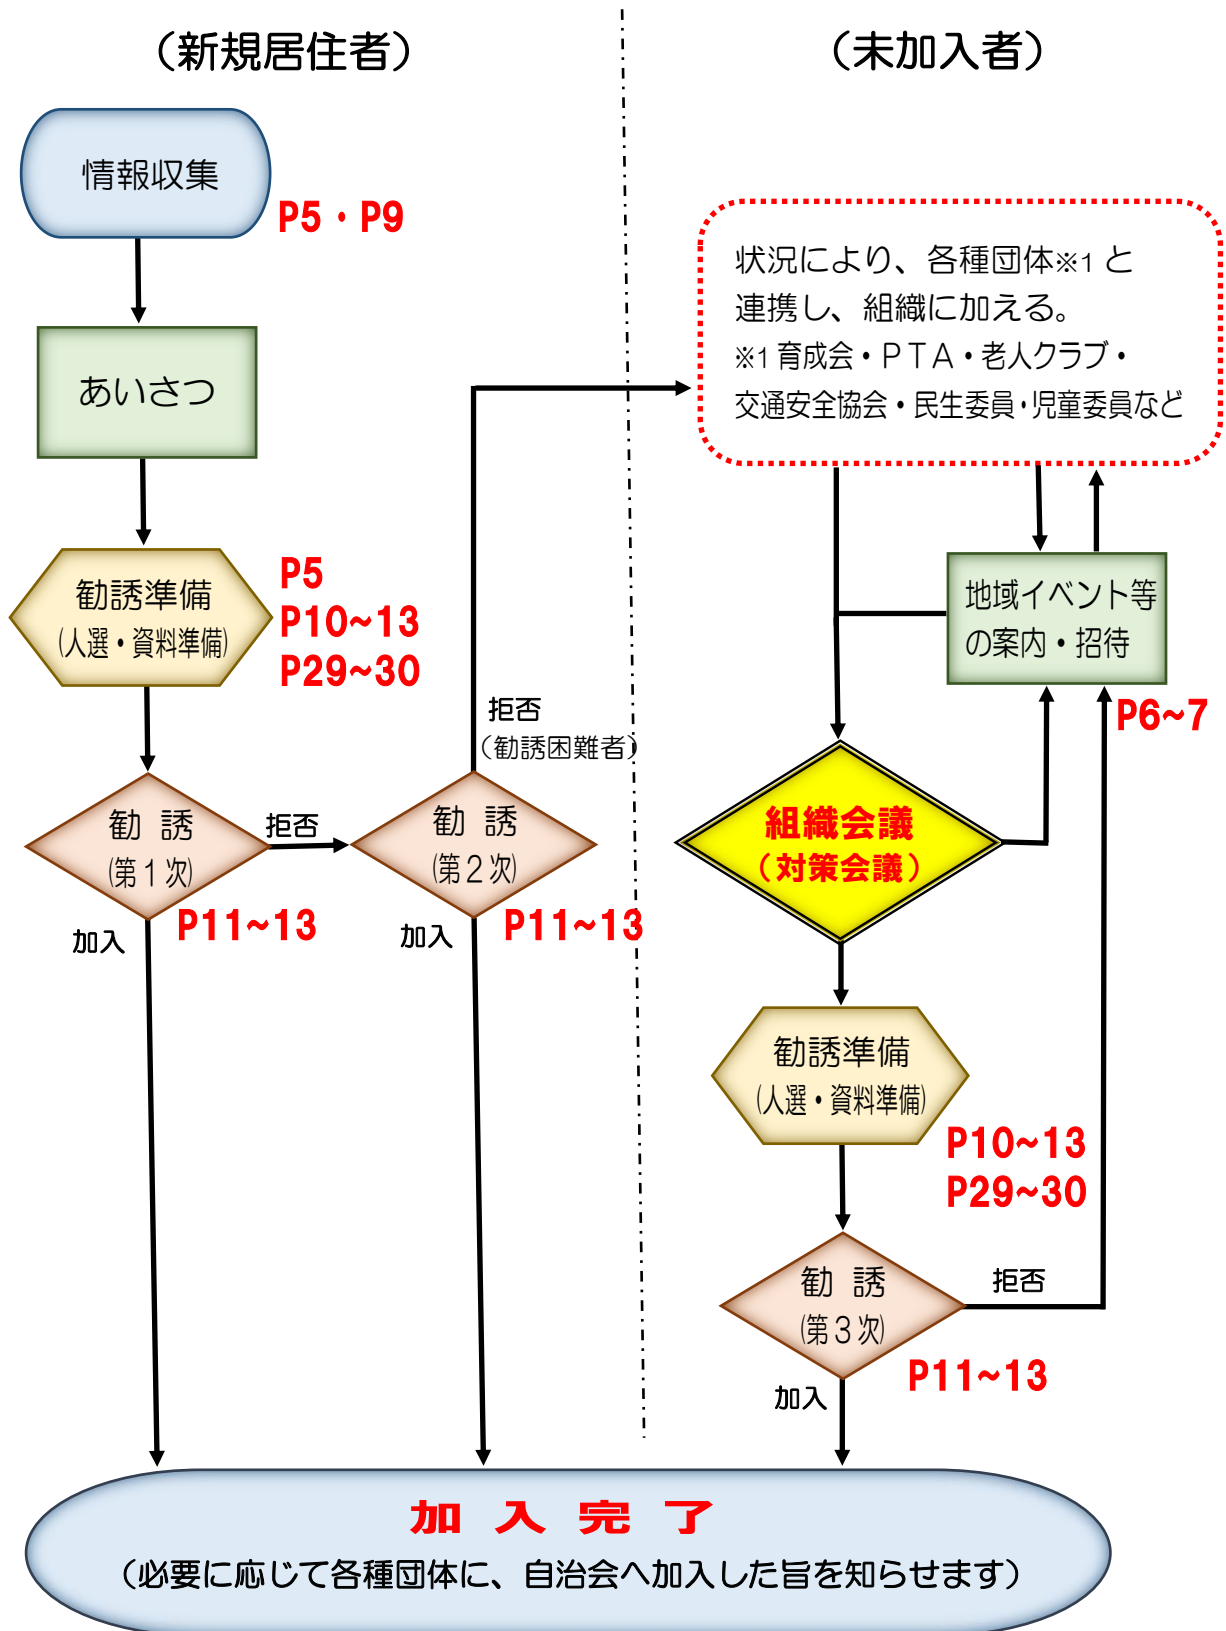 （新規居住者）
情報収集
P5・P9
あいさつ
勧誘準備
(人選・資料準備)
P5
P10~13
P29~30
勧 誘
(第１次)
拒否
P11~13
加入
拒否
（勧誘困難者）
勧 誘
(第２次)
P11~13
加入
（未加入者）
状況により、各種団体※1 と
連携し、組織に加える。
※1 育成会・ＰＴＡ・老人クラブ・
交通安全協会・民生委員・児童委員など
地域イベント等
の案内・招待
P6~7
組織会議
（対策会議）
勧誘準備
(人選・資料準備)
P10~13
P29~30
勧 誘
(第３次)
拒否
P11~13
加入
加 入 完 了
（必要に応じて各種団体に、自治会へ加入した旨を知らせます）